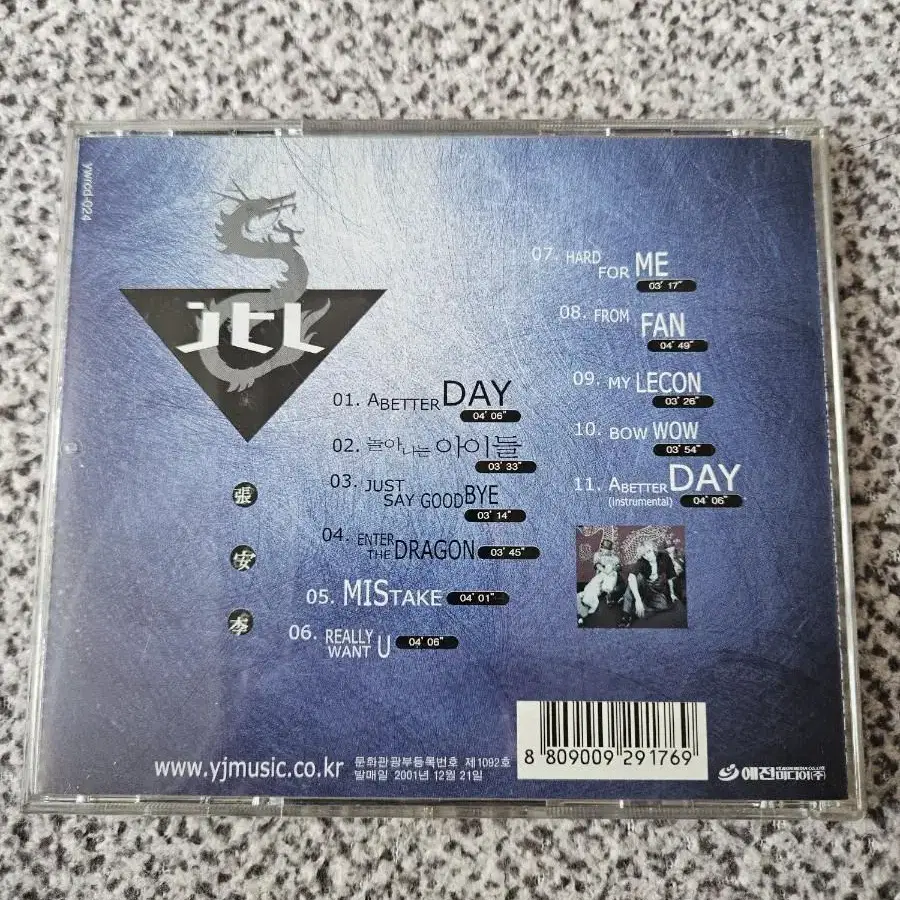 ywrcd-024
jtL
張
安
李
01. A BETTER DAY
04' 06"
02. 놀아나는 아이들
03' 33"
03. JUST
SAY GOODBYE
03' 14"
04. ENTER
THE DRAGON 03' 45"
05. MISTAKE 04' 01"
06. REALLY
WANT U 04' 06"
07. HARD
FOR ME
03' 17"
08. FROM
FAN
04' 49"
09. MY LECON
03' 26"
10. BOW WOW
03' 54"
11. A BETTER DAY
(instrumental) 04' 06"
8 809009 291769
www.yjmusic.co.kr
문화관광부등록번호 제1092호
발매일 2001년 12월 21일
예전미디어(주)